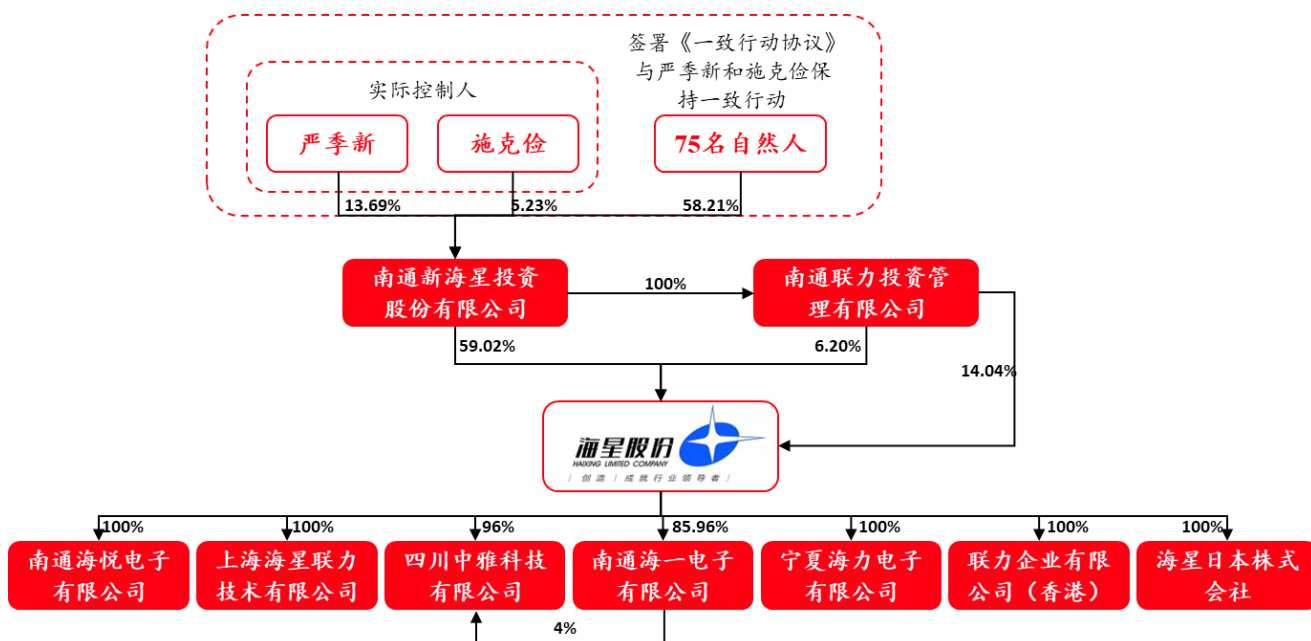 签署《一致行动协议》
与严季新和施克俭保
持一致行动
实际控制人
严季新
施克俭
75名自然人
13.69%
5.23%
58.21%
南通新海星投资
股份有限公司
100%
南通联力投资管
理有限公司
59.02%
6.20%
14.04%
海星股份
HAIXING LIMITED COMPANY
| 创造 | 成就行业领导者 |
100%
100%
96%
85.96%
100%
100%
100%
南通海悦电子
有限公司
上海海星联力
技术有限公司
四川中雅科技
有限公司
南通海一电子
有限公司
宁夏海力电子
有限公司
联力企业有限
公司（香港）
海星日本株式
会社
4%